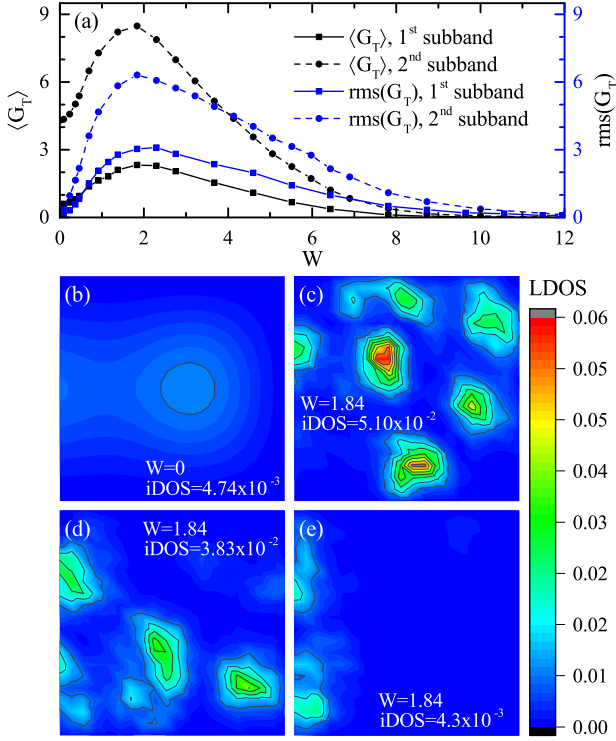 (a)
⟨G_T⟩, 1st subband
⟨G_T⟩, 2nd subband
rms(G_T), 1st subband
rms(G_T), 2nd subband
9
6
3
0
⟨G_T⟩
9
6
3
0
rms(G_T)
0 2 4 6 8 10 12
W
(b)
W=0
iDOS=4.74x10^-3
(c)
W=1.84
iDOS=5.10x10^-2
(d)
W=1.84
iDOS=3.83x10^-2
(e)
W=1.84
iDOS=4.3x10^-3
LDOS
0.06
0.05
0.05
0.04
0.03
0.02
0.02
0.01
0.00